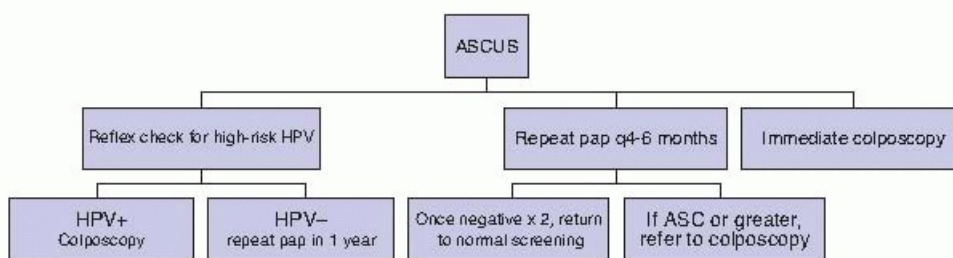 ASCUS
Reflex check for high-risk HPV
Repeat pap q4-6 months
Immediate colposcopy
HPV+
Colposcopy
HPV–
repeat pap in 1 year
Once negative x 2, return
to normal screening
If ASC or greater,
refer to colposcopy